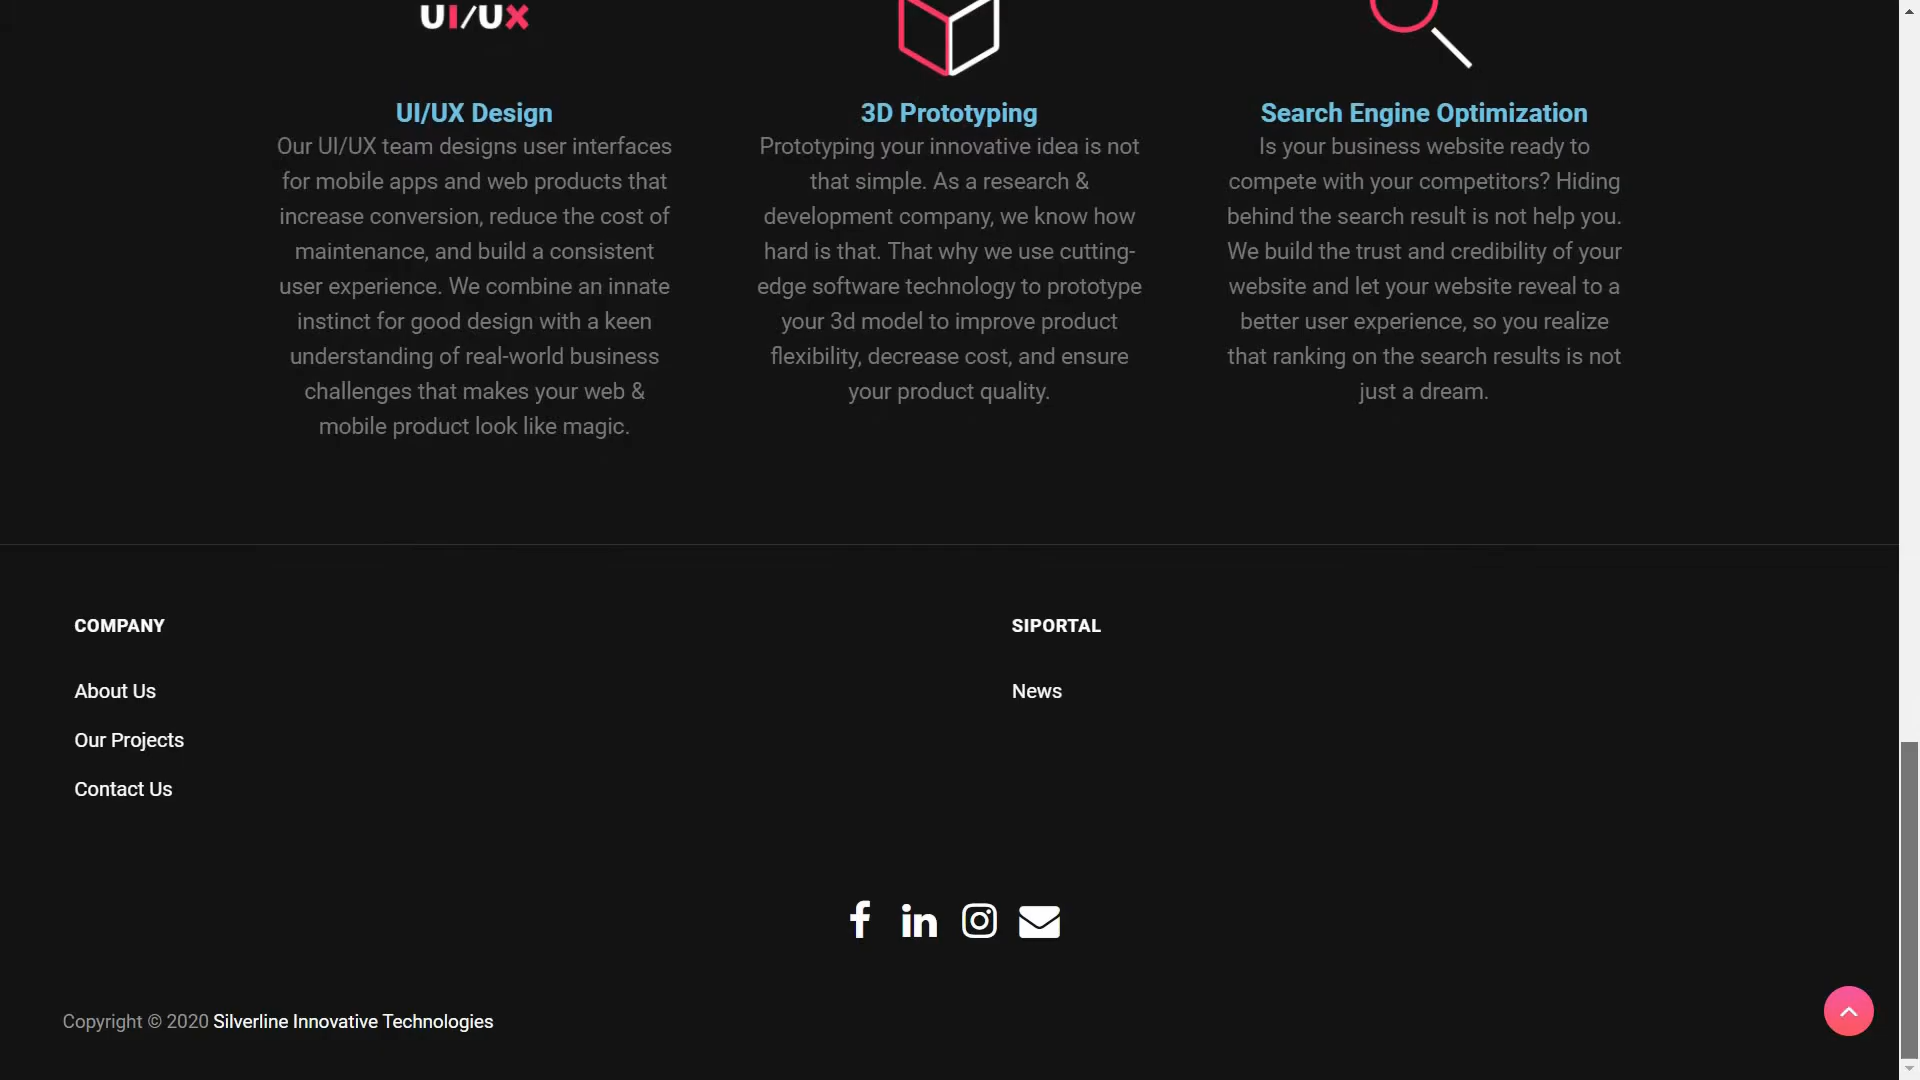 UI/UX
UI/UX Design
Our UI/UX team designs user interfaces
for mobile apps and web products that
increase conversion, reduce the cost of
maintenance, and build a consistent
user experience. We combine an innate
instinct for good design with a keen
understanding of real-world business
challenges that makes your web &
mobile product look like magic.
3D Prototyping
Prototyping your innovative idea is not
that simple. As a research &
development company, we know how
hard is that. That why we use cutting-
edge software technology to prototype
your 3d model to improve product
flexibility, decrease cost, and ensure
your product quality.
Search Engine Optimization
Is your business website ready to
compete with your competitors? Hiding
behind the search result is not help you.
We build the trust and credibility of your
website and let your website reveal to a
better user experience, so you realize
that ranking on the search results is not
just a dream.
COMPANY
About Us
Our Projects
Contact Us
SIPORTAL
News
Copyright © 2020 Silverline Innovative Technologies